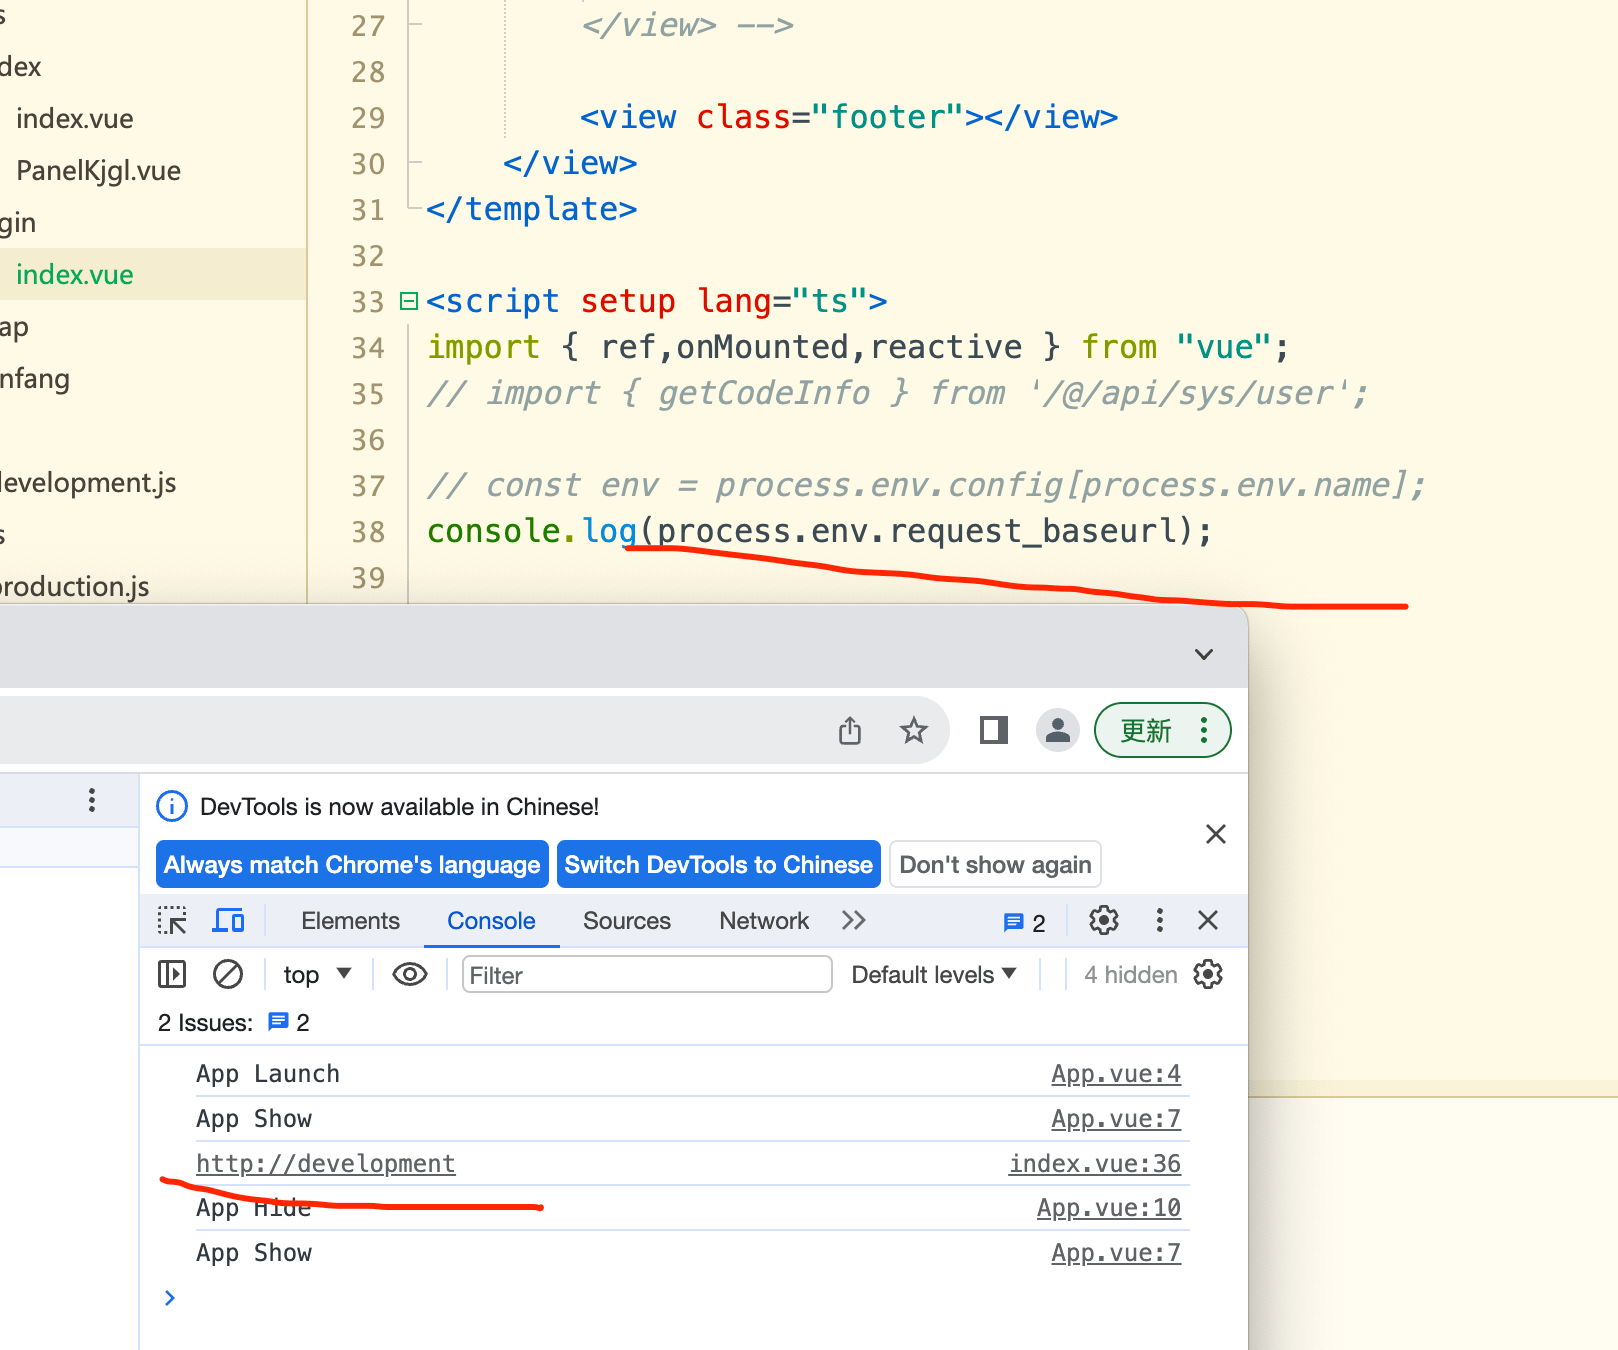 s
dex
index.vue
PanelKjgl.vue
gin
index.vue
ap
nfang
development.js
s
production.js
27 </view> -->
28
29 <view class="footer"></view>
30 </view>
31 </template>
32
33 <script setup lang="ts">
34 import { ref,onMounted,reactive } from "vue";
35 // import { getCodeInfo } from '/@/api/sys/user';
36
37 // const env = process.env.config[process.env.name];
38 console.log(process.env.request_baseurl);
39
更新
DevTools is now available in Chinese!
Always match Chrome's language Switch DevTools to Chinese Don't show again
Elements Console Sources Network 2
top Filter Default levels 4 hidden
2 Issues: 2
App Launch App.vue:4
App Show App.vue:7
http://development index.vue:36
App Hide App.vue:10
App Show App.vue:7